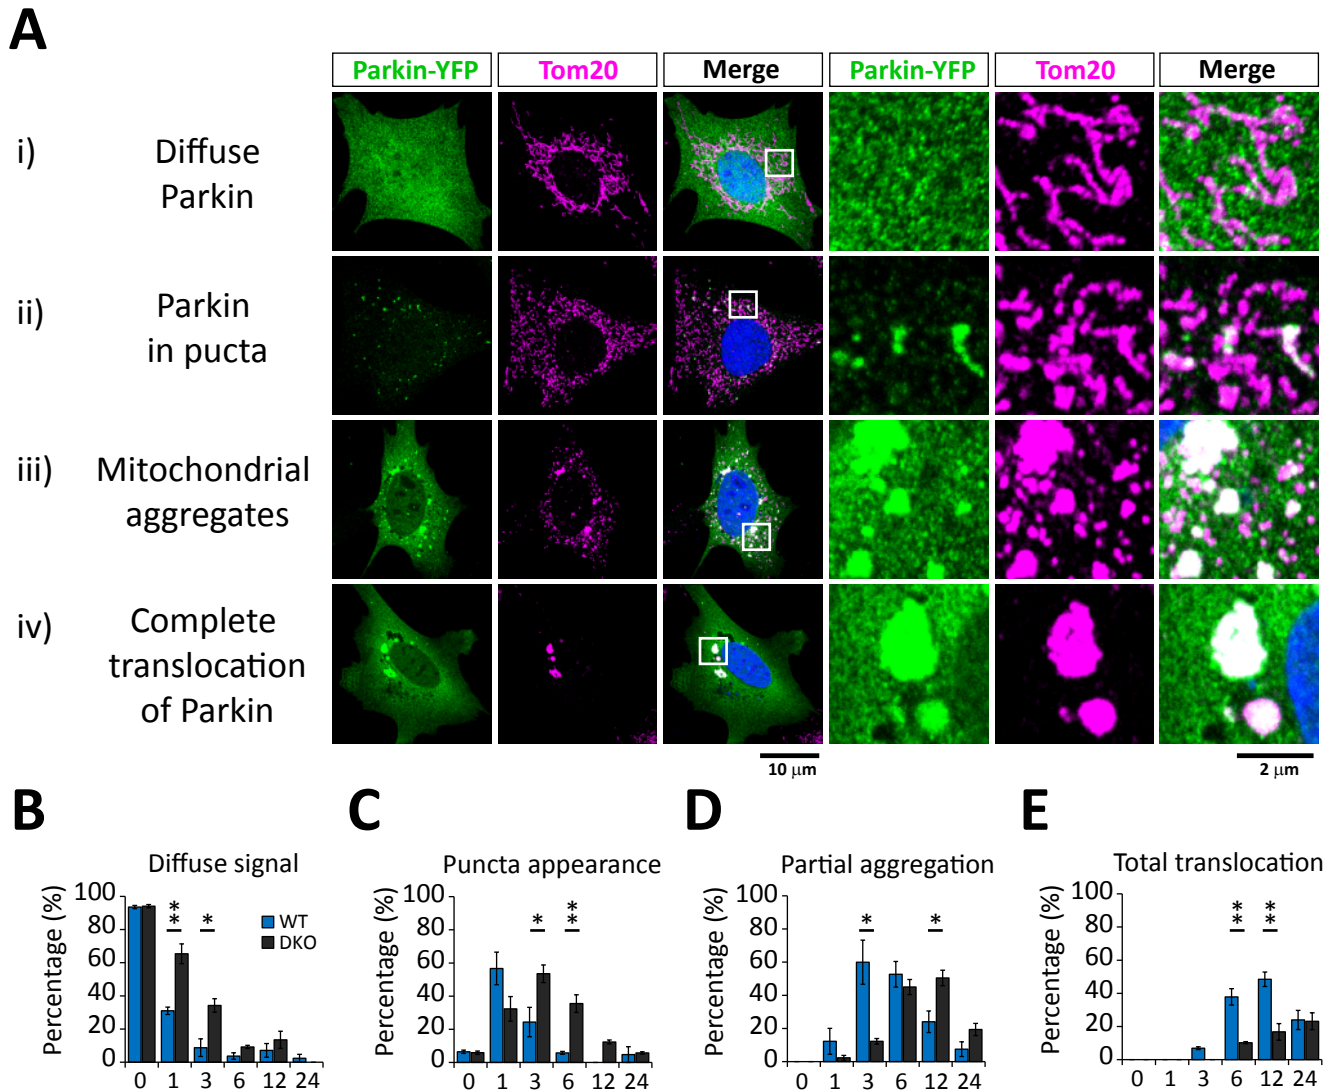 A
Parkin-YFP Tom20 Merge Parkin-YFP Tom20 Merge
i) Diffuse
Parkin
ii) Parkin
in pucta
iii) Mitochondrial
aggregates
iv) Complete
translocation
of Parkin
10 μm
2 μm
B
Diffuse signal
Percentage (%)
100
80
60
40
20
0
** *
WT
DKO
0 1 3 6 12 24
C
Puncta appearance
Percentage (%)
100
80
60
40
20
0
* **
0 1 3 6 12 24
D
Partial aggregation
Percentage (%)
100
80
60
40
20
0
* *
0 1 3 6 12 24
E
Total translocation
Percentage (%)
100
80
60
40
20
0
** **
0 1 3 6 12 24